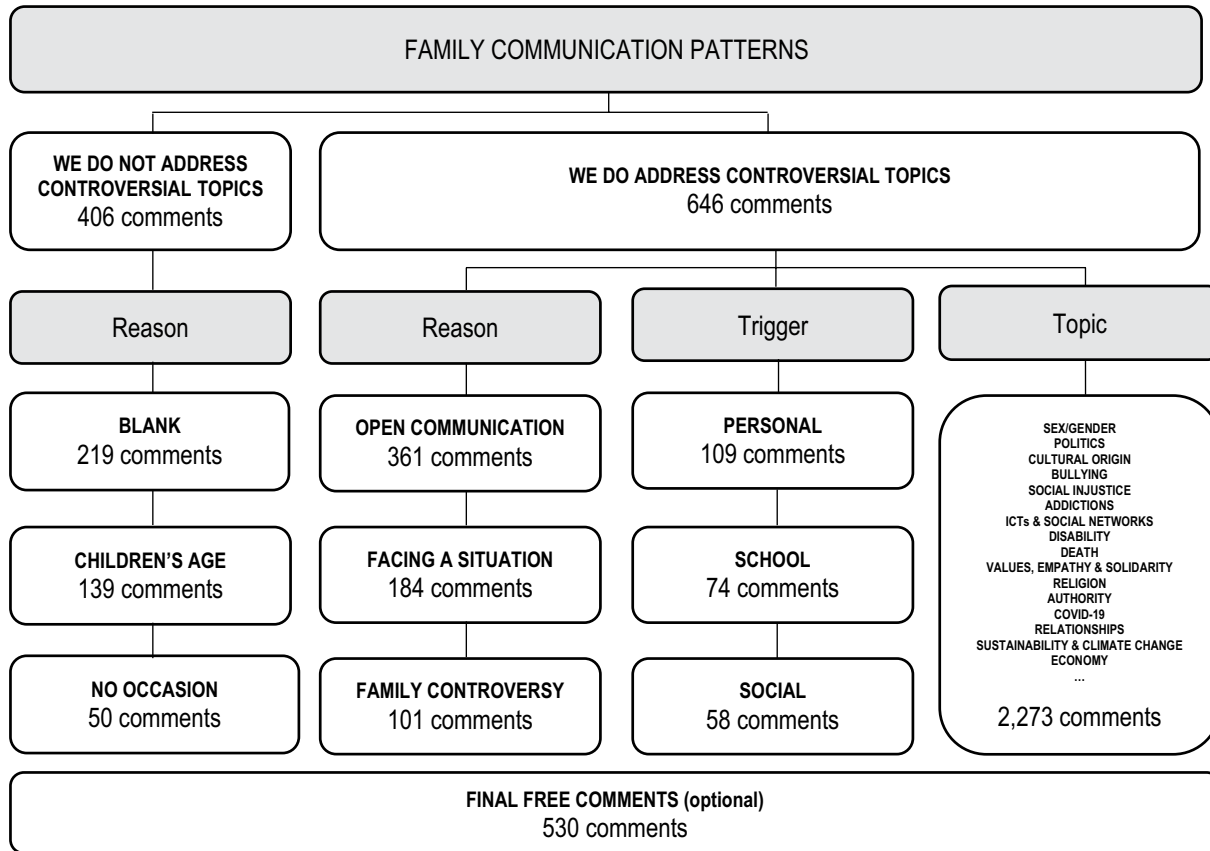 FAMILY COMMUNICATION PATTERNS
WE DO NOT ADDRESS
CONTROVERSIAL TOPICS
406 comments
WE DO ADDRESS CONTROVERSIAL TOPICS
646 comments
Reason
Reason
Trigger
Topic
BLANK
219 comments
OPEN COMMUNICATION
361 comments
PERSONAL
109 comments
SEX/GENDER
POLITICS
CULTURAL ORIGIN
BULLYING
SOCIAL INJUSTICE
ADDICTIONS
ICTs & SOCIAL NETWORKS
DISABILITY
DEATH
VALUES, EMPATHY & SOLIDARITY
RELIGION
AUTHORITY
COVID-19
RELATIONSHIPS
SUSTAINABILITY & CLIMATE CHANGE
ECONOMY
...
2,273 comments
CHILDREN'S AGE
139 comments
FACING A SITUATION
184 comments
SCHOOL
74 comments
NO OCCASION
50 comments
FAMILY CONTROVERSY
101 comments
SOCIAL
58 comments
FINAL FREE COMMENTS (optional)
530 comments